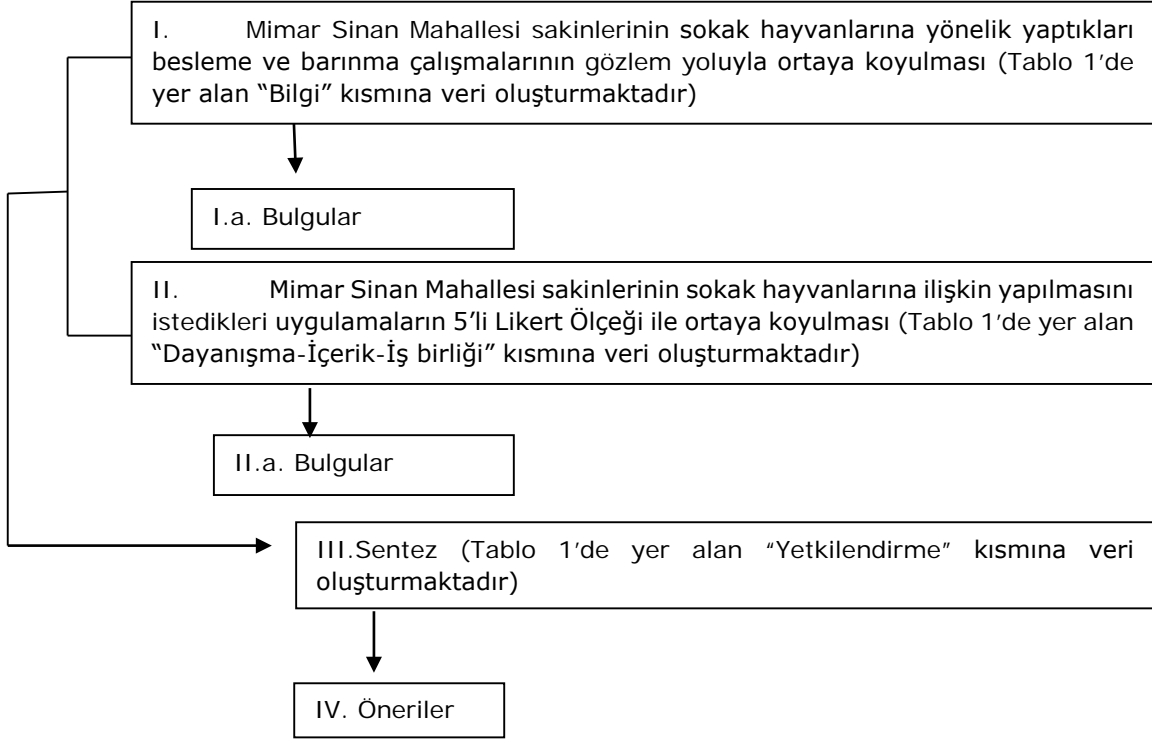 I. Mimar Sinan Mahallesi sakinlerinin sokak hayvanlarına yönelik yaptıkları
besleme ve barınma çalışmalarının gözlem yoluyla ortaya koyulması (Tablo 1’de
yer alan “Bilgi” kısmına veri oluşturmaktadır)
I.a. Bulgular
II. Mimar Sinan Mahallesi sakinlerinin sokak hayvanlarına ilişkin yapılmasını
istedikleri uygulamaların 5’li Likert Ölçeği ile ortaya koyulması (Tablo 1’de yer alan
“Dayanışma-İçerik-İş birliği” kısmına veri oluşturmaktadır)
II.a. Bulgular
III.Sentez (Tablo 1’de yer alan “Yetkilendirme” kısmına veri
oluşturmaktadır)
IV. Öneriler